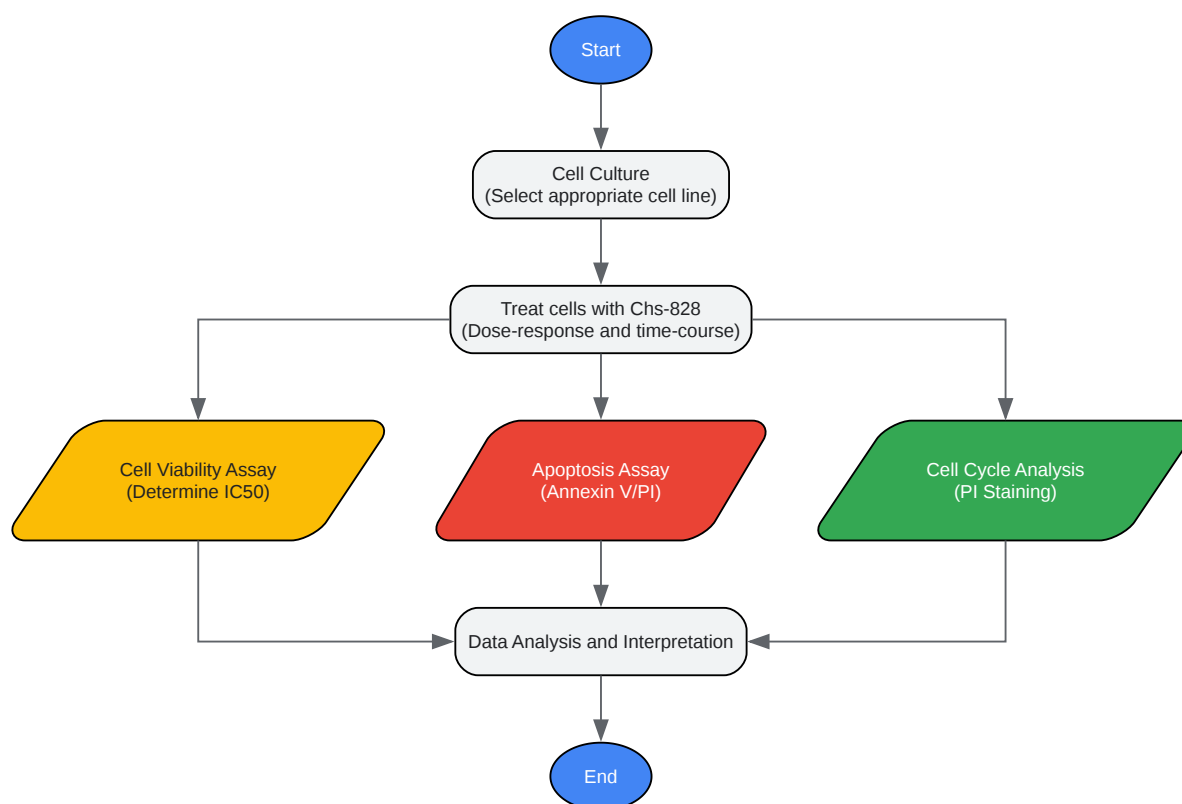 Start
Cell Culture
(Select appropriate cell line)
Treat cells with Chs-828
(Dose-response and time-course)
Cell Viability Assay
(Determine IC50)
Apoptosis Assay
(Annexin V/PI)
Cell Cycle Analysis
(PI Staining)
Data Analysis and Interpretation
End